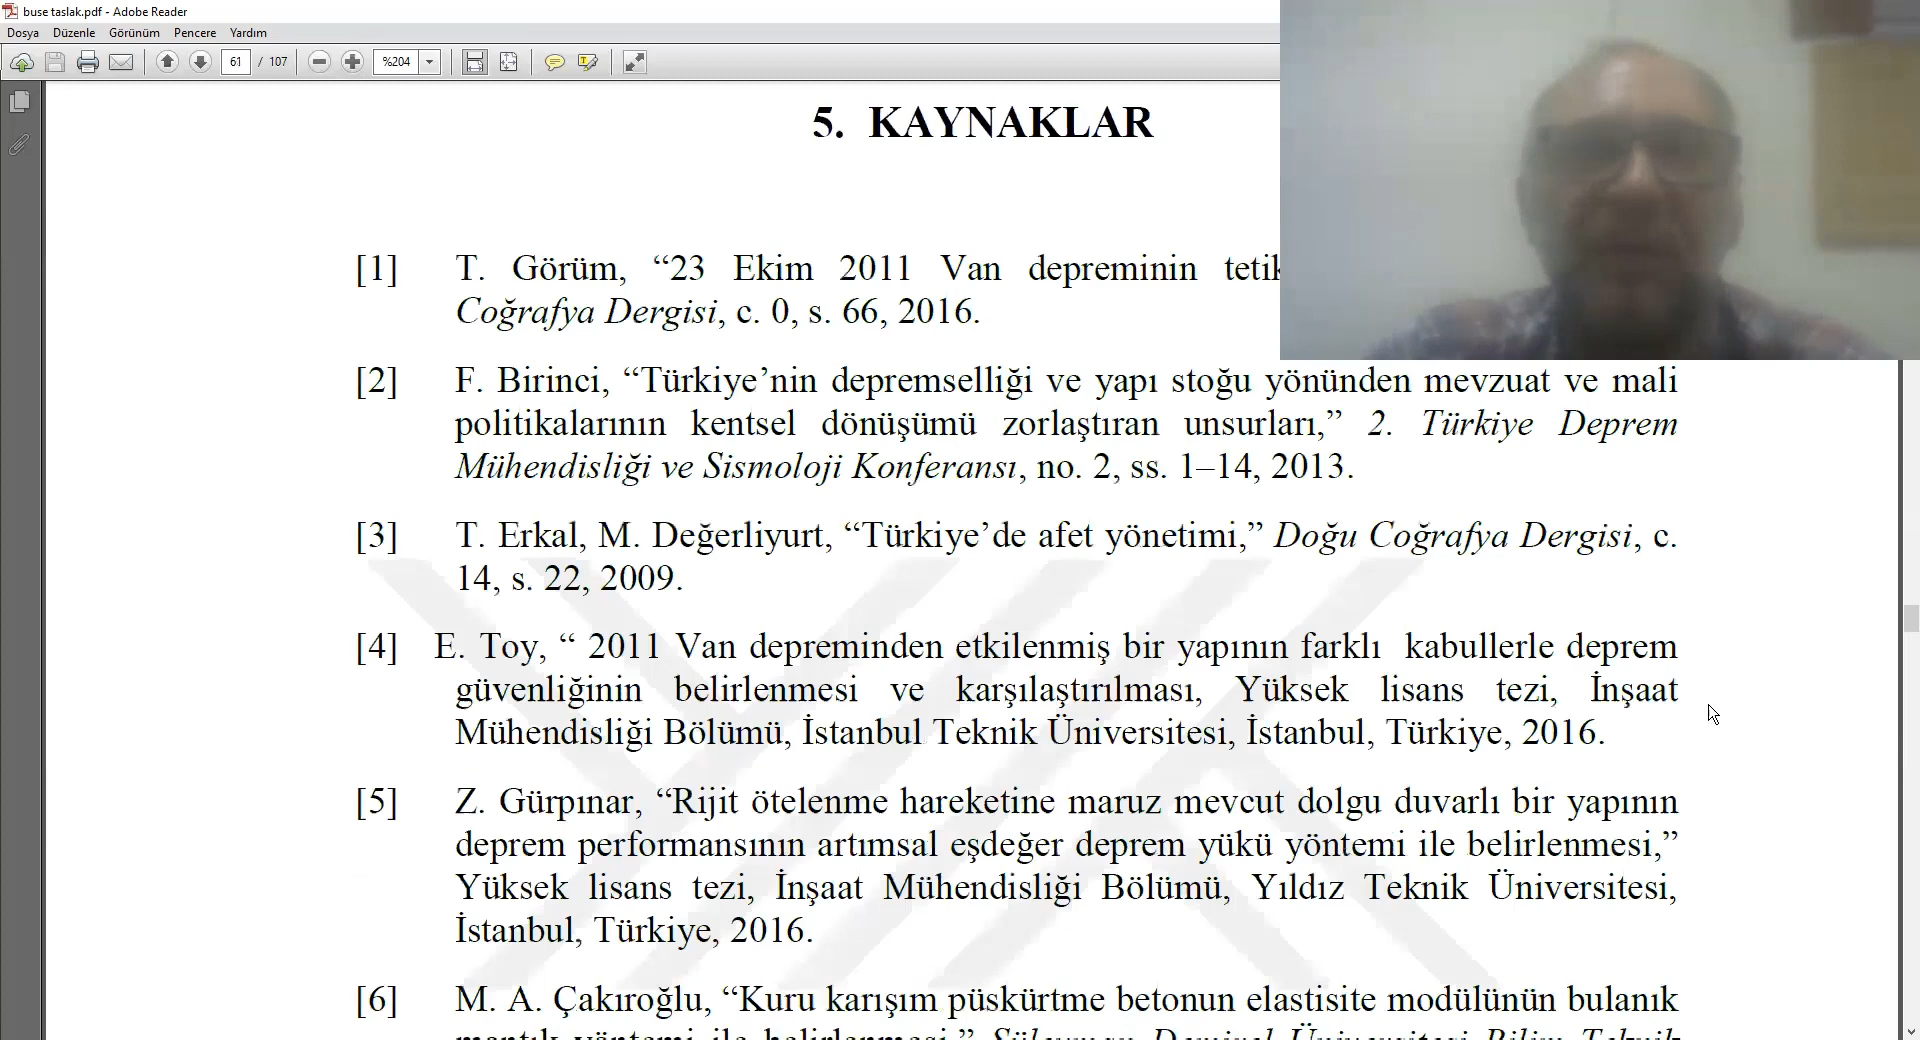 buse taslak.pdf - Adobe Reader
Dosya Düzenle Görünüm Pencere Yardım
61 / 107 %204
5. KAYNAKLAR
[1] T. Görüm, “23 Ekim 2011 Van depreminin
Coğrafya Dergisi, c. 0, s. 66, 2016.
[2] F. Birinci, “Türkiye’nin depremselliği ve yapı stoğu yönünden mevzuat ve mali
politikalarının kentsel dönüşümü zorlaştıran unsurları,” 2. Türkiye Deprem
Mühendisliği ve Sismoloji Konferansı, no. 2, ss. 1–14, 2013.
[3] T. Erkal, M. Değerliyurt, “Türkiye’de afet yönetimi,” Doğu Coğrafya Dergisi, c.
14, s. 22, 2009.
[4] E. Toy, “ 2011 Van depreminden etkilenmiş bir yapının farklı kabullerle deprem
güvenliğinin belirlenmesi ve karşılaştırılması, Yüksek lisans tezi, İnşaat
Mühendisliği Bölümü, İstanbul Teknik Üniversitesi, İstanbul, Türkiye, 2016.
[5] Z. Gürpınar, “Rijit ötelenme hareketine maruz mevcut dolgu duvarlı bir yapının
deprem performansının artımsal eşdeğer deprem yükü yöntemi ile belirlenmesi,”
Yüksek lisans tezi, İnşaat Mühendisliği Bölümü, Yıldız Teknik Üniversitesi,
İstanbul, Türkiye, 2016.
[6] M. A. Çakıroğlu, “Kuru karışım püskürtme betonun elastisite modülünün bulanık